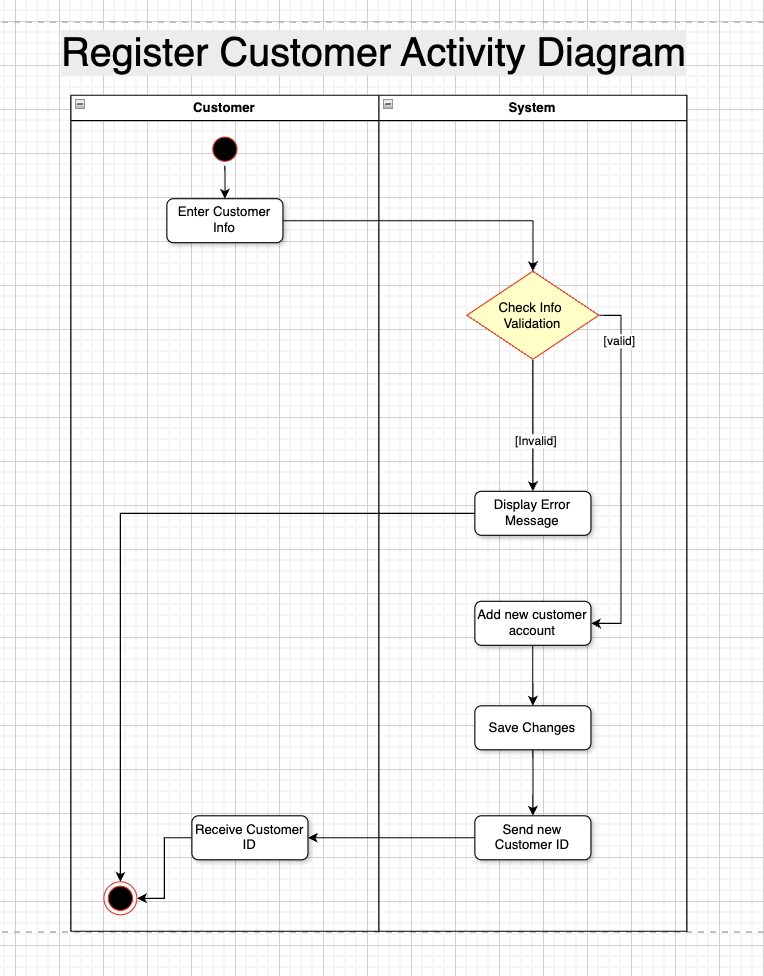 Register Customer Activity Diagram
Customer
System
Enter Customer
Info
Check Info
Validation
[valid]
[Invalid]
Display Error
Message
Add new customer
account
Save Changes
Receive Customer
ID
Send new
Customer ID